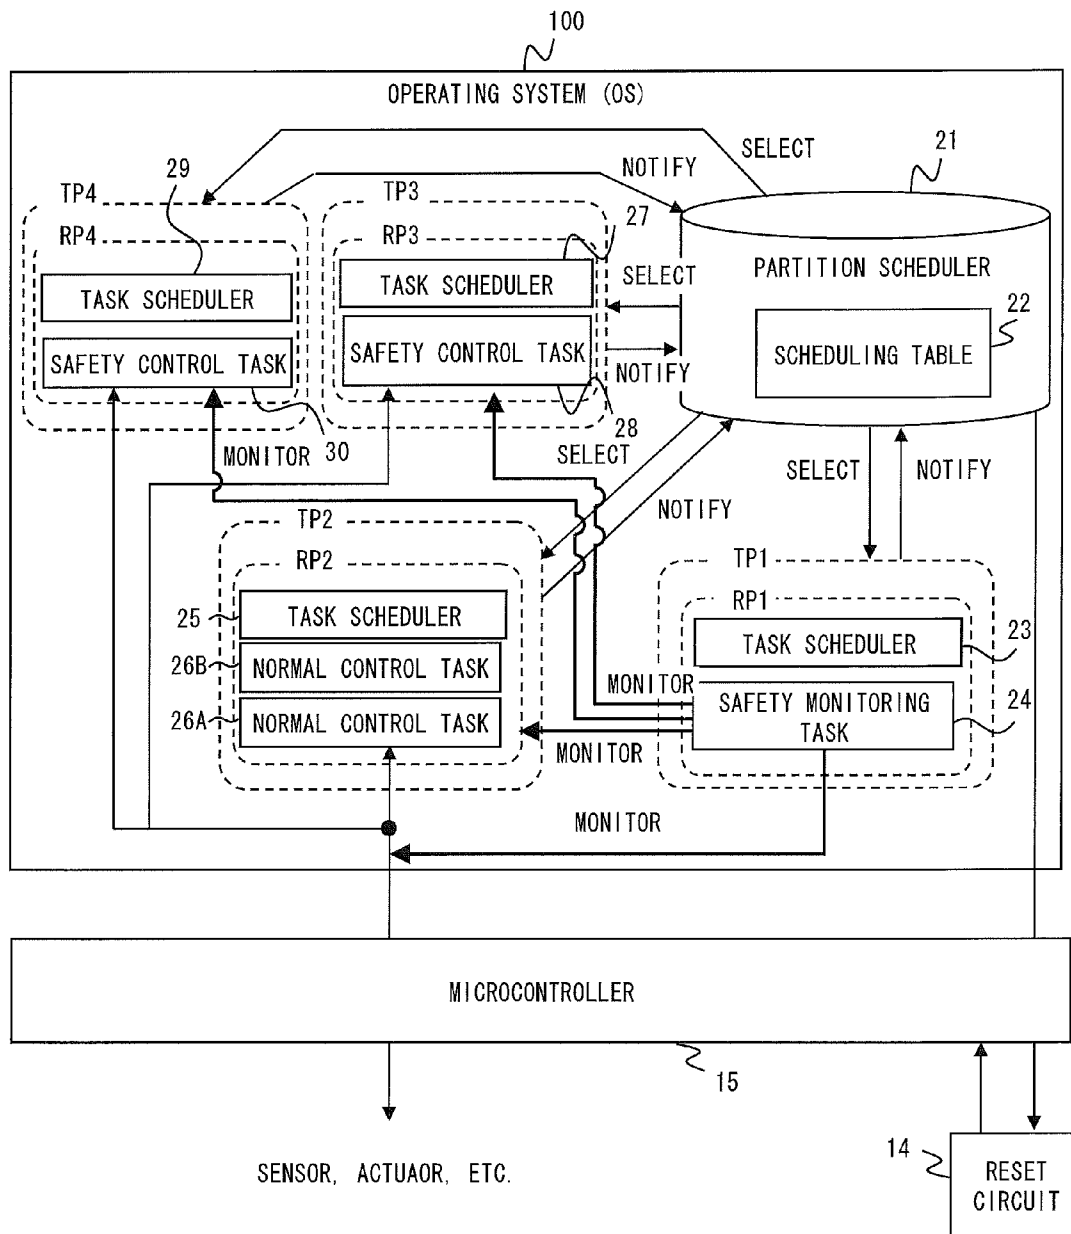 100
OPERATING SYSTEM (OS)
SELECT
21
NOTIFY
29
TP4
TP3
RP4
RP3
27
TASK SCHEDULER
TASK SCHEDULER
SELECT
PARTITION SCHEDULER
22
SCHEDULING TABLE
SAFETY CONTROL TASK
SAFETY CONTROL TASK
NOTIFY
30
28
MONITOR
SELECT
SELECT
NOTIFY
NOTIFY
TP2
RP2
TP1
RP1
25
TASK SCHEDULER
23
TASK SCHEDULER
26B
NORMAL CONTROL TASK
MONITOR
SAFETY MONITORING
TASK
24
26A
NORMAL CONTROL TASK
MONITOR
MONITOR
MICROCONTROLLER
15
14
RESET
CIRCUIT
SENSOR, ACTUAOR, ETC.